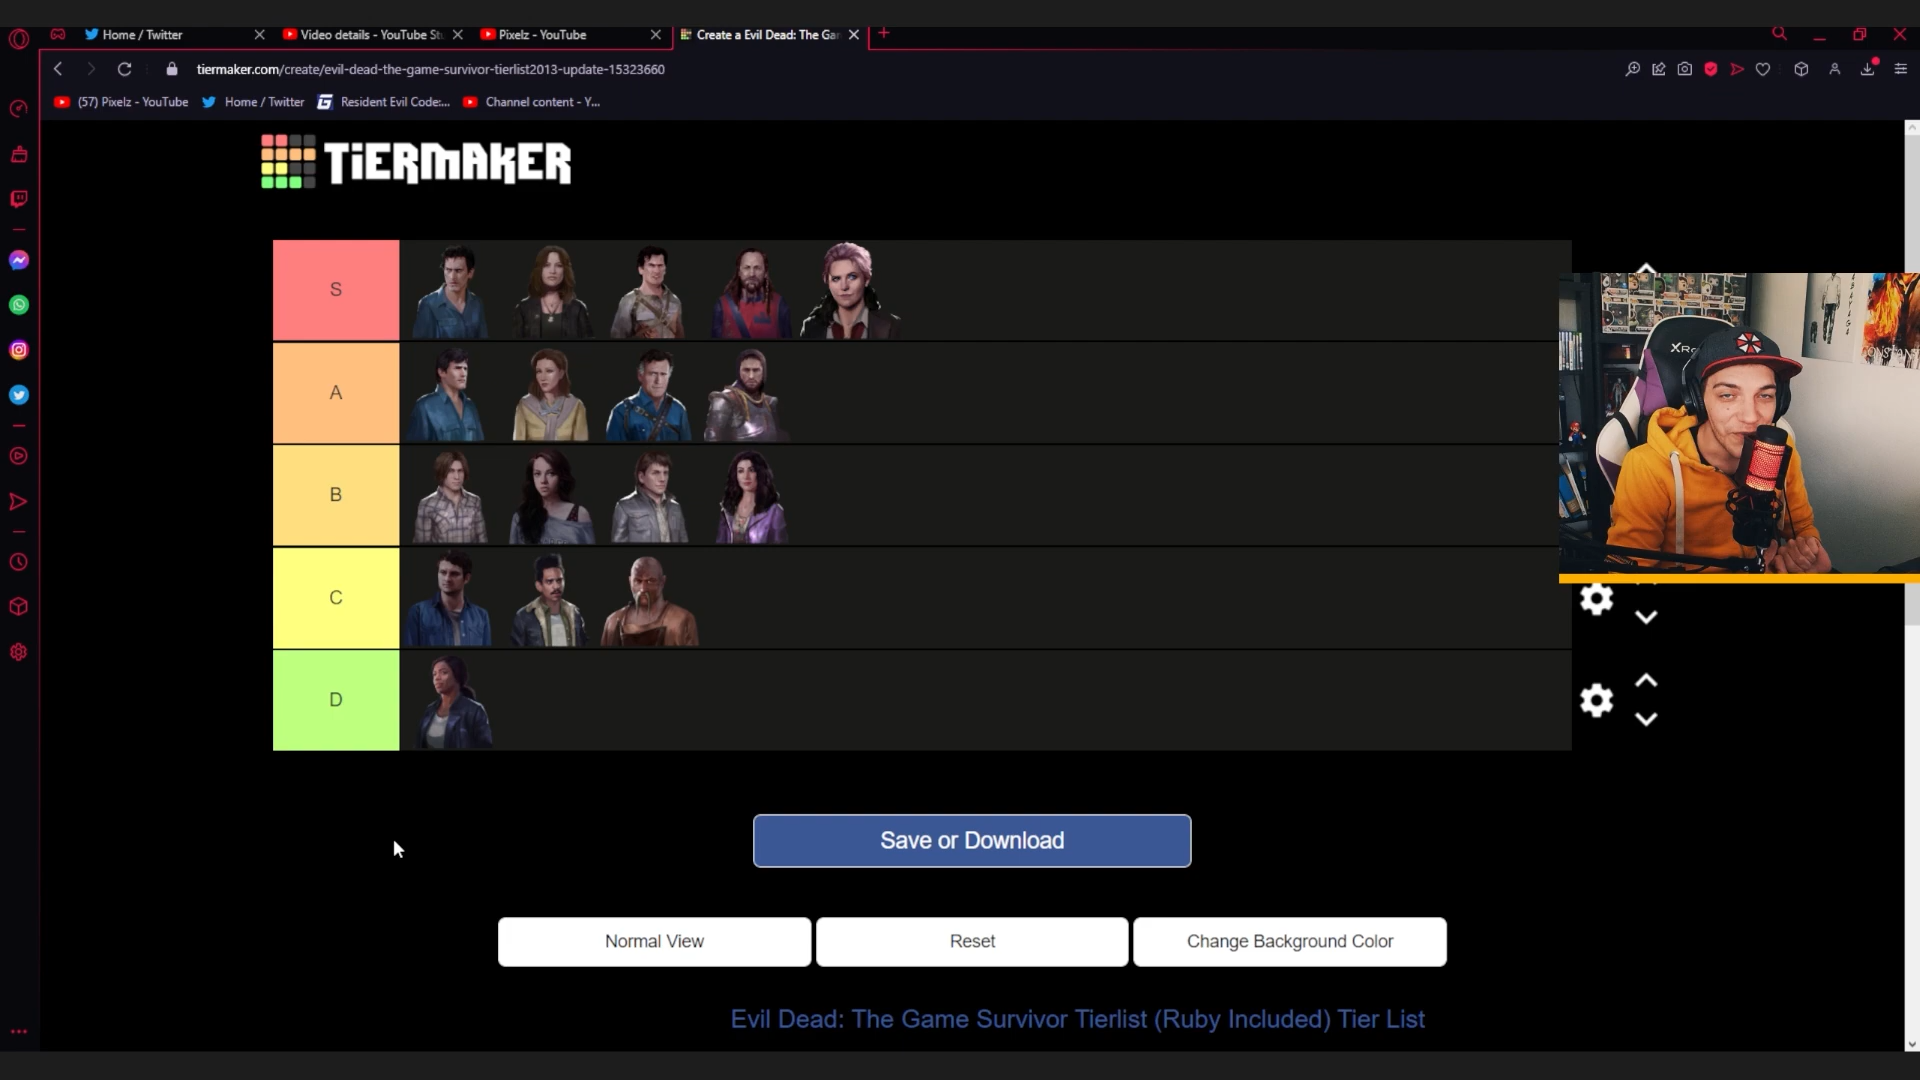 Home / Twitter
Video details - YouTube St
Pixelz - YouTube
Create a Evil Dead: The Ga
tiermaker.com/create/evil-dead-the-game-survivor-tierlist2013-update-15323660
(57) Pixelz - YouTube
Home / Twitter
Resident Evil Code:...
Channel content - Y...
TiERMAKER
S
A
B
C
D
Save or Download
Normal View
Reset
Change Background Color
Evil Dead: The Game Survivor Tierlist (Ruby Included) Tier List